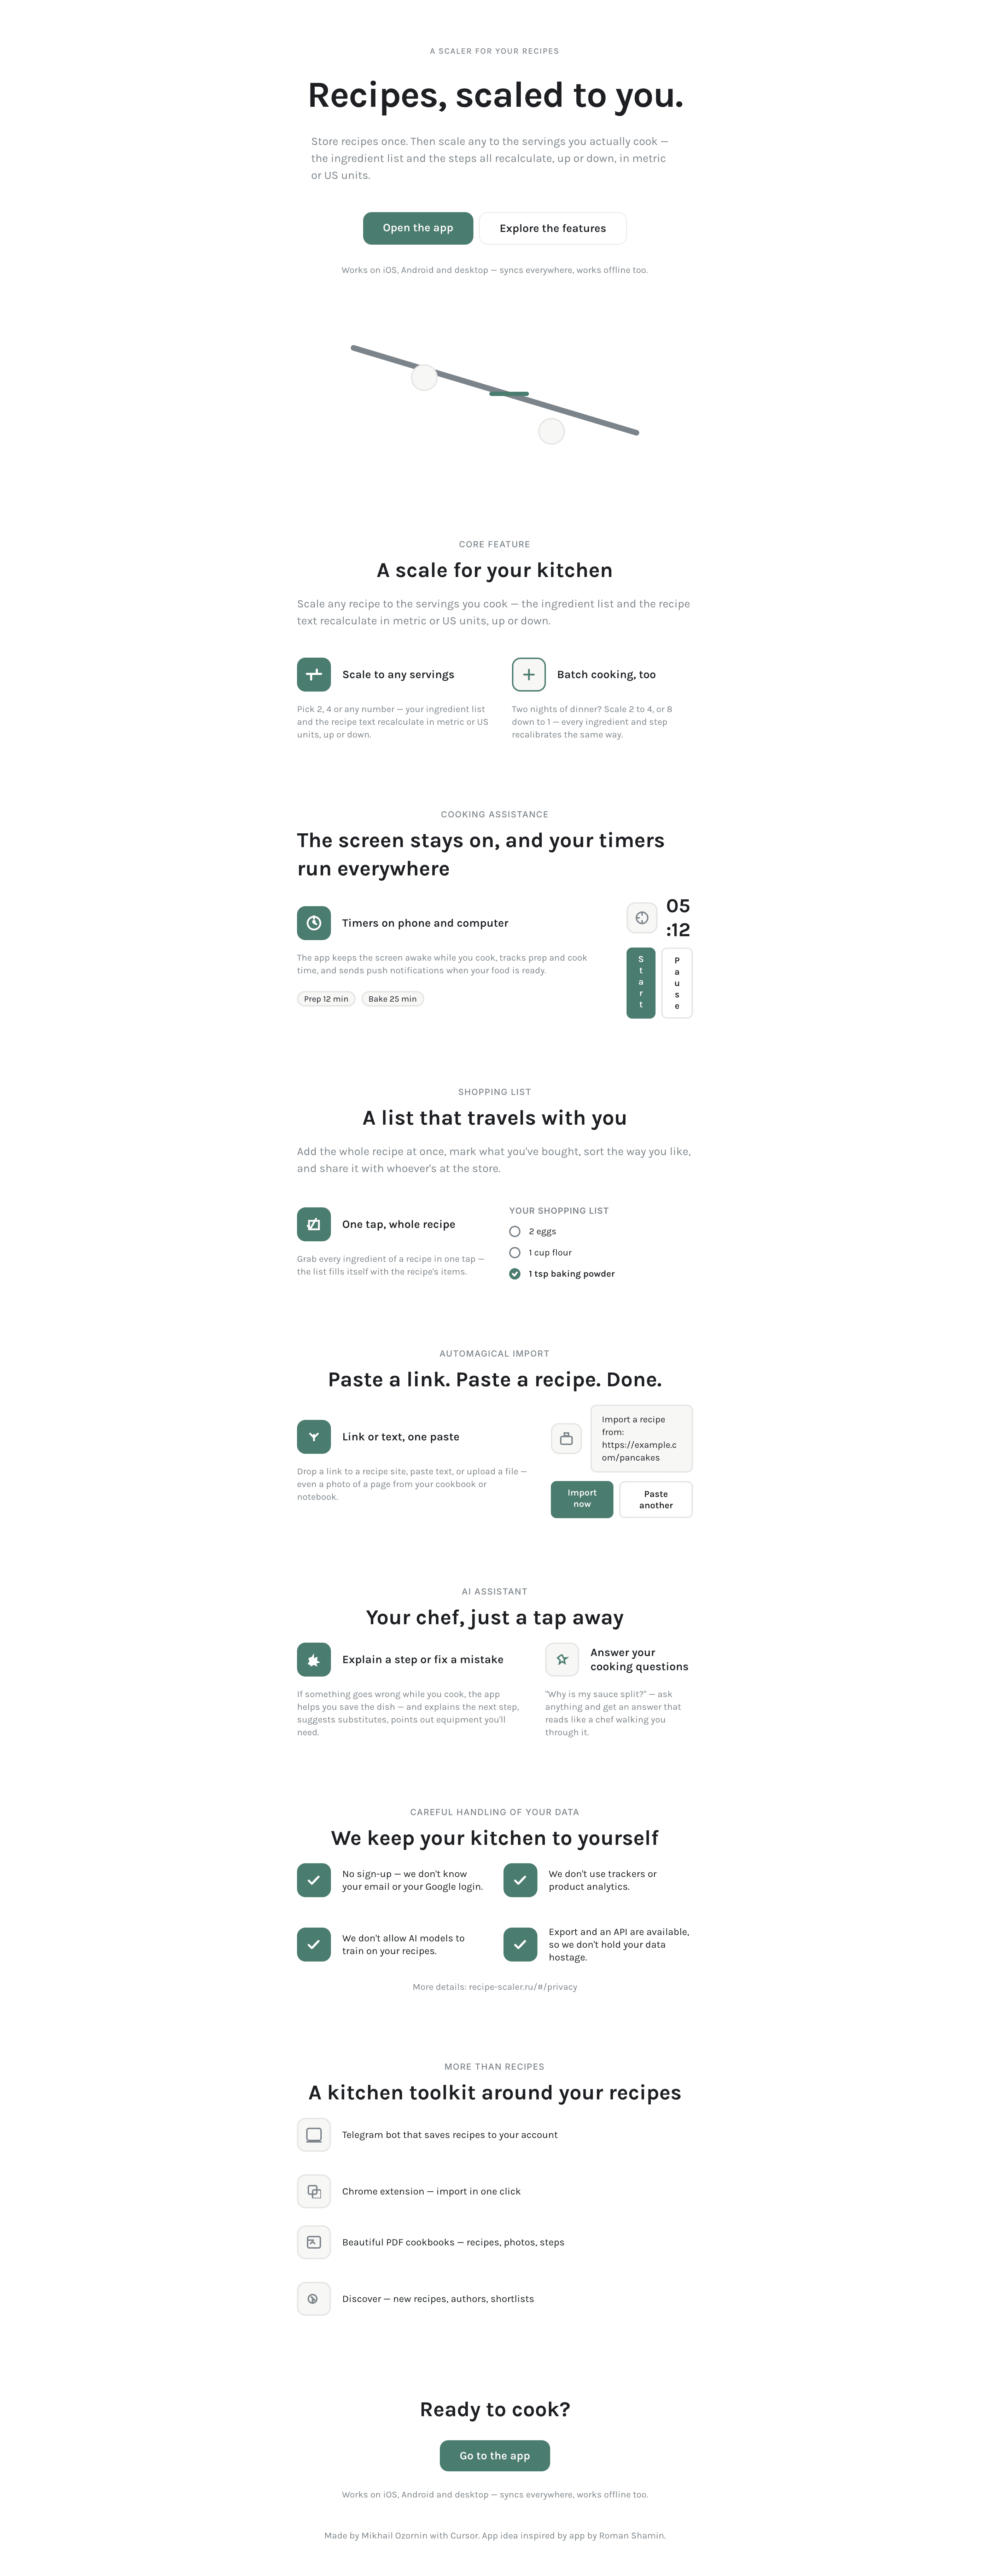 A SCALER FOR YOUR RECIPES
Recipes, scaled to you.
Store recipes once. Then scale any to the servings you actually cook —
the ingredient list and the steps all recalculate, up or down, in metric
or US units.
Open the app
Explore the features
Works on iOS, Android and desktop — syncs everywhere, works offline too.
CORE FEATURE
A scale for your kitchen
Scale any recipe to the servings you cook — the ingredient list and the recipe
text recalculate in metric or US units, up or down.
Scale to any servings
Pick 2, 4 or any number — your ingredient list
and the recipe text recalculate in metric or US
units, up or down.
Batch cooking, too
Two nights of dinner? Scale 2 to 4, or 8
down to 1 — every ingredient and step
recalibrates the same way.
COOKING ASSISTANCE
The screen stays on, and your timers
run everywhere
Timers on phone and computer
The app keeps the screen awake while you cook, tracks prep and cook
time, and sends push notifications when your food is ready.
Prep 12 min
Bake 25 min
05
:12
S
t
a
r
t
P
a
u
s
e
SHOPPING LIST
A list that travels with you
Add the whole recipe at once, mark what you've bought, sort the way you like,
and share it with whoever's at the store.
One tap, whole recipe
Grab every ingredient of a recipe in one tap —
the list fills itself with the recipe's items.
YOUR SHOPPING LIST
2 eggs
1 cup flour
1 tsp baking powder
AUTOMAGICAL IMPORT
Paste a link. Paste a recipe. Done.
Link or text, one paste
Drop a link to a recipe site, paste text, or upload a file —
even a photo of a page from your cookbook or
notebook.
Import a recipe
from:
https://example.c
om/pancakes
Import
now
Paste
another
AI ASSISTANT
Your chef, just a tap away
Explain a step or fix a mistake
If something goes wrong while you cook, the app
helps you save the dish — and explains the next step,
suggests substitutes, points out equipment you'll
need.
Answer your
cooking questions
"Why is my sauce split?" — ask
anything and get an answer that
reads like a chef walking you
through it.
CAREFUL HANDLING OF YOUR DATA
We keep your kitchen to yourself
No sign-up — we don't know
your email or your Google login.
We don't use trackers or
product analytics.
We don't allow AI models to
train on your recipes.
Export and an API are available,
so we don't hold your data
hostage.
More details: recipe-scaler.ru/#/privacy
MORE THAN RECIPES
A kitchen toolkit around your recipes
Telegram bot that saves recipes to your account
Chrome extension — import in one click
Beautiful PDF cookbooks — recipes, photos, steps
Discover — new recipes, authors, shortlists
Ready to cook?
Go to the app
Works on iOS, Android and desktop — syncs everywhere, works offline too.
Made by Mikhail Ozornin with Cursor. App idea inspired by app by Roman Shamin.